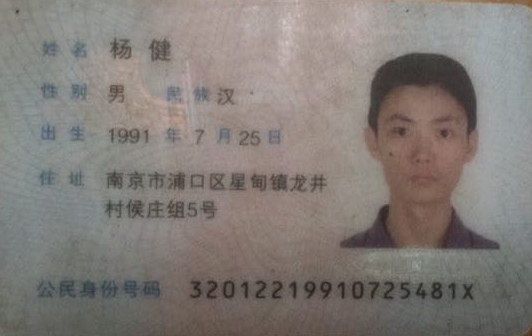 姓名 杨健
性别 男 民族 汉
出生 1991 年 7 月 25 日
住址 南京市浦口区星甸镇龙井
村侯庄组5号
公民身份号码 32012219910725481X